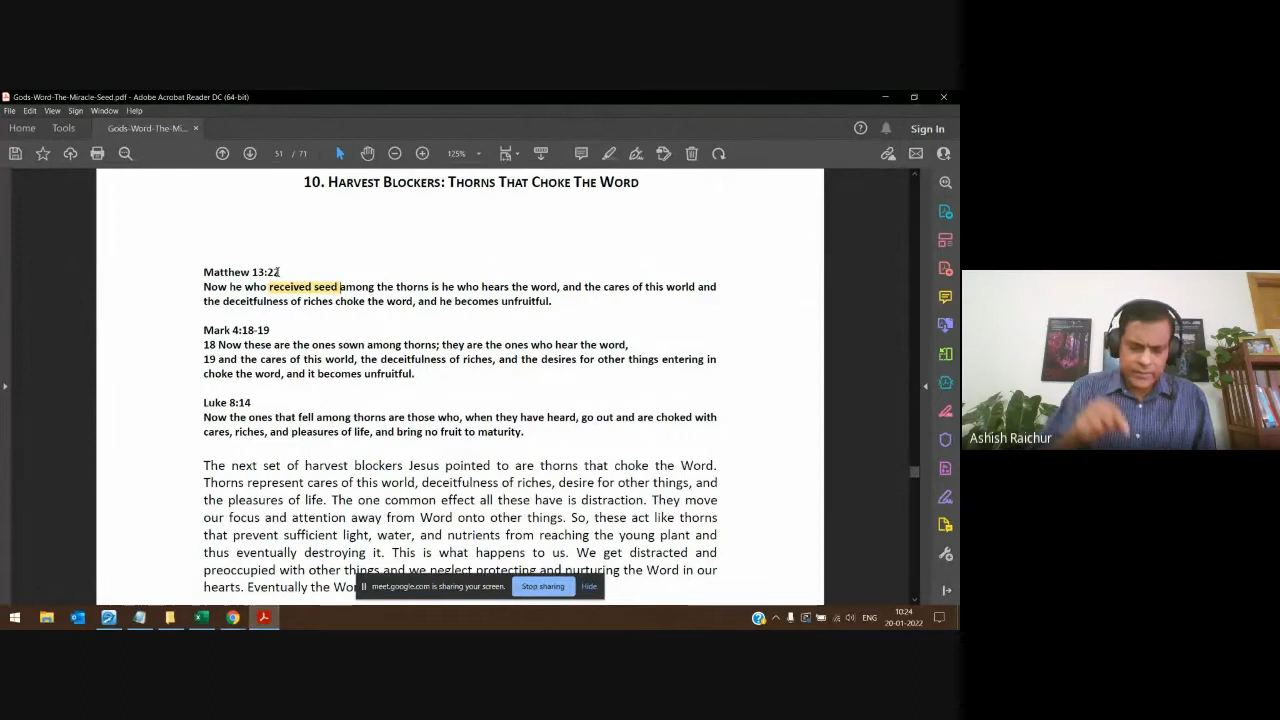 Gods-Word-The-Miracle-Seed.pdf - Adobe Acrobat Reader DC (64-bit)
File Edit View Sign Window Help
Home Tools Gods-Word-The-Mi... × Sign In
51 / 71 125%
10. HARVEST BLOCKERS: THORNS THAT CHOKE THE WORD
Matthew 13:22
Now he who received seed among the thorns is he who hears the word, and the cares of this world and
the deceitfulness of riches choke the word, and he becomes unfruitful.
Mark 4:18-19
18 Now these are the ones sown among thorns; they are the ones who hear the word,
19 and the cares of this world, the deceitfulness of riches, and the desires for other things entering in
choke the word, and it becomes unfruitful.
Luke 8:14
Now the ones that fell among thorns are those who, when they have heard, go out and are choked with
cares, riches, and pleasures of life, and bring no fruit to maturity.
The next set of harvest blockers Jesus pointed to are thorns that choke the Word.
Thorns represent cares of this world, deceitfulness of riches, desire for other things, and
the pleasures of life. The one common effect all these have is distraction. They move
our focus and attention away from Word onto other things. So, these act like thorns
that prevent sufficient light, water, and nutrients from reaching the young plant and
thus eventually destroying it. This is what happens to us. We get distracted and
preoccupied with other things and we neglect protecting and nurturing the Word in our
hearts. Eventually the Wor
meet.google.com is sharing your screen. Stop sharing Hide
Ashish Raichur
ENG
10:24
20-01-2022